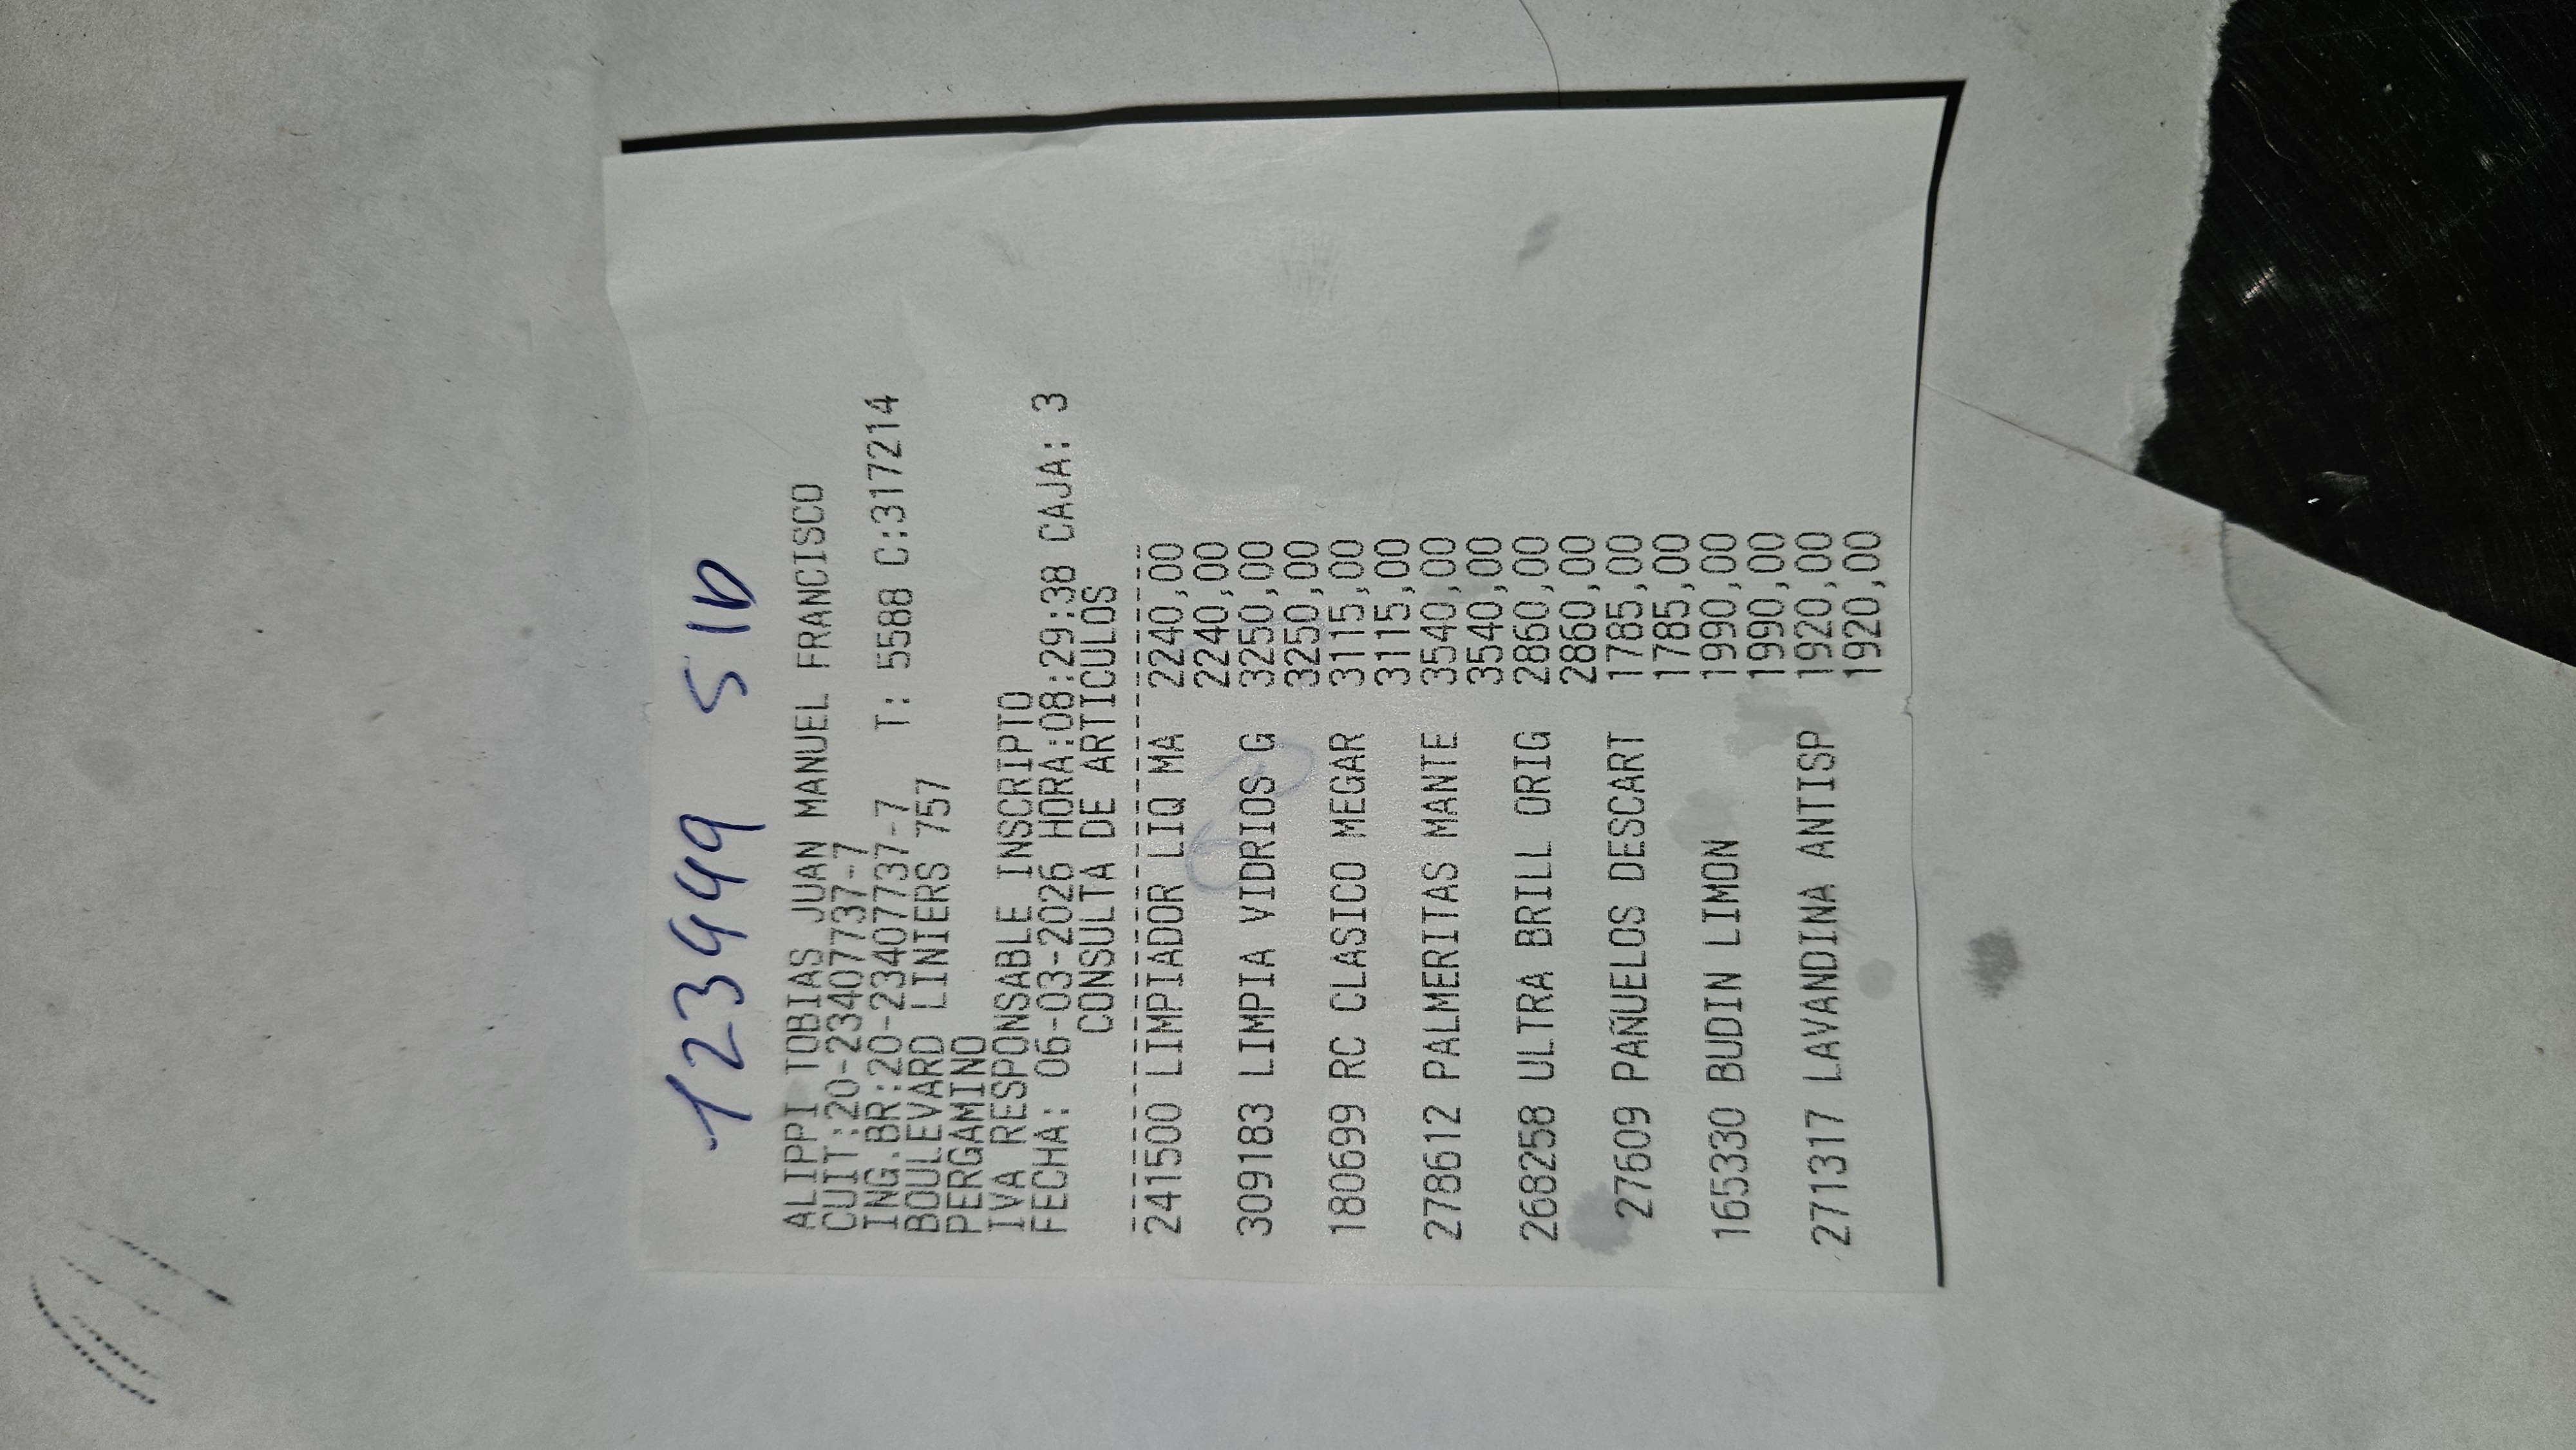 123449 5 10
ALIPPI TOBIAS JUAN MANUEL FRANCISCO
CUIT:20-23407737-7
ING.BR:20-23407737-7 T: 5588 C:317214
BOULEVARD LINIERS 757
PERGAMINO
IVA RESPONSABLE INSCRIPTO
FECHA: 06-03-2026 HORA:08:29:38 CAJA: 3
CONSULTA DE ARTICULOS
241500 LIMPIADOR LIQ MA 2240,00
2240,00
309183 LIMPIA VIDRIOS G 3250,00
3250,00
180699 RC CLASICO MEGAR 3115,00
3115,00
278612 PALMERITAS MANTE 3540,00
3540,00
268258 ULTRA BRILL ORIG 2860,00
2860,00
27609 PAÑUELOS DESCART 1785,00
1785,00
165330 BUDIN LIMON 1990,00
1990,00
271317 LAVANDINA ANTISP 1920,00
1920,00